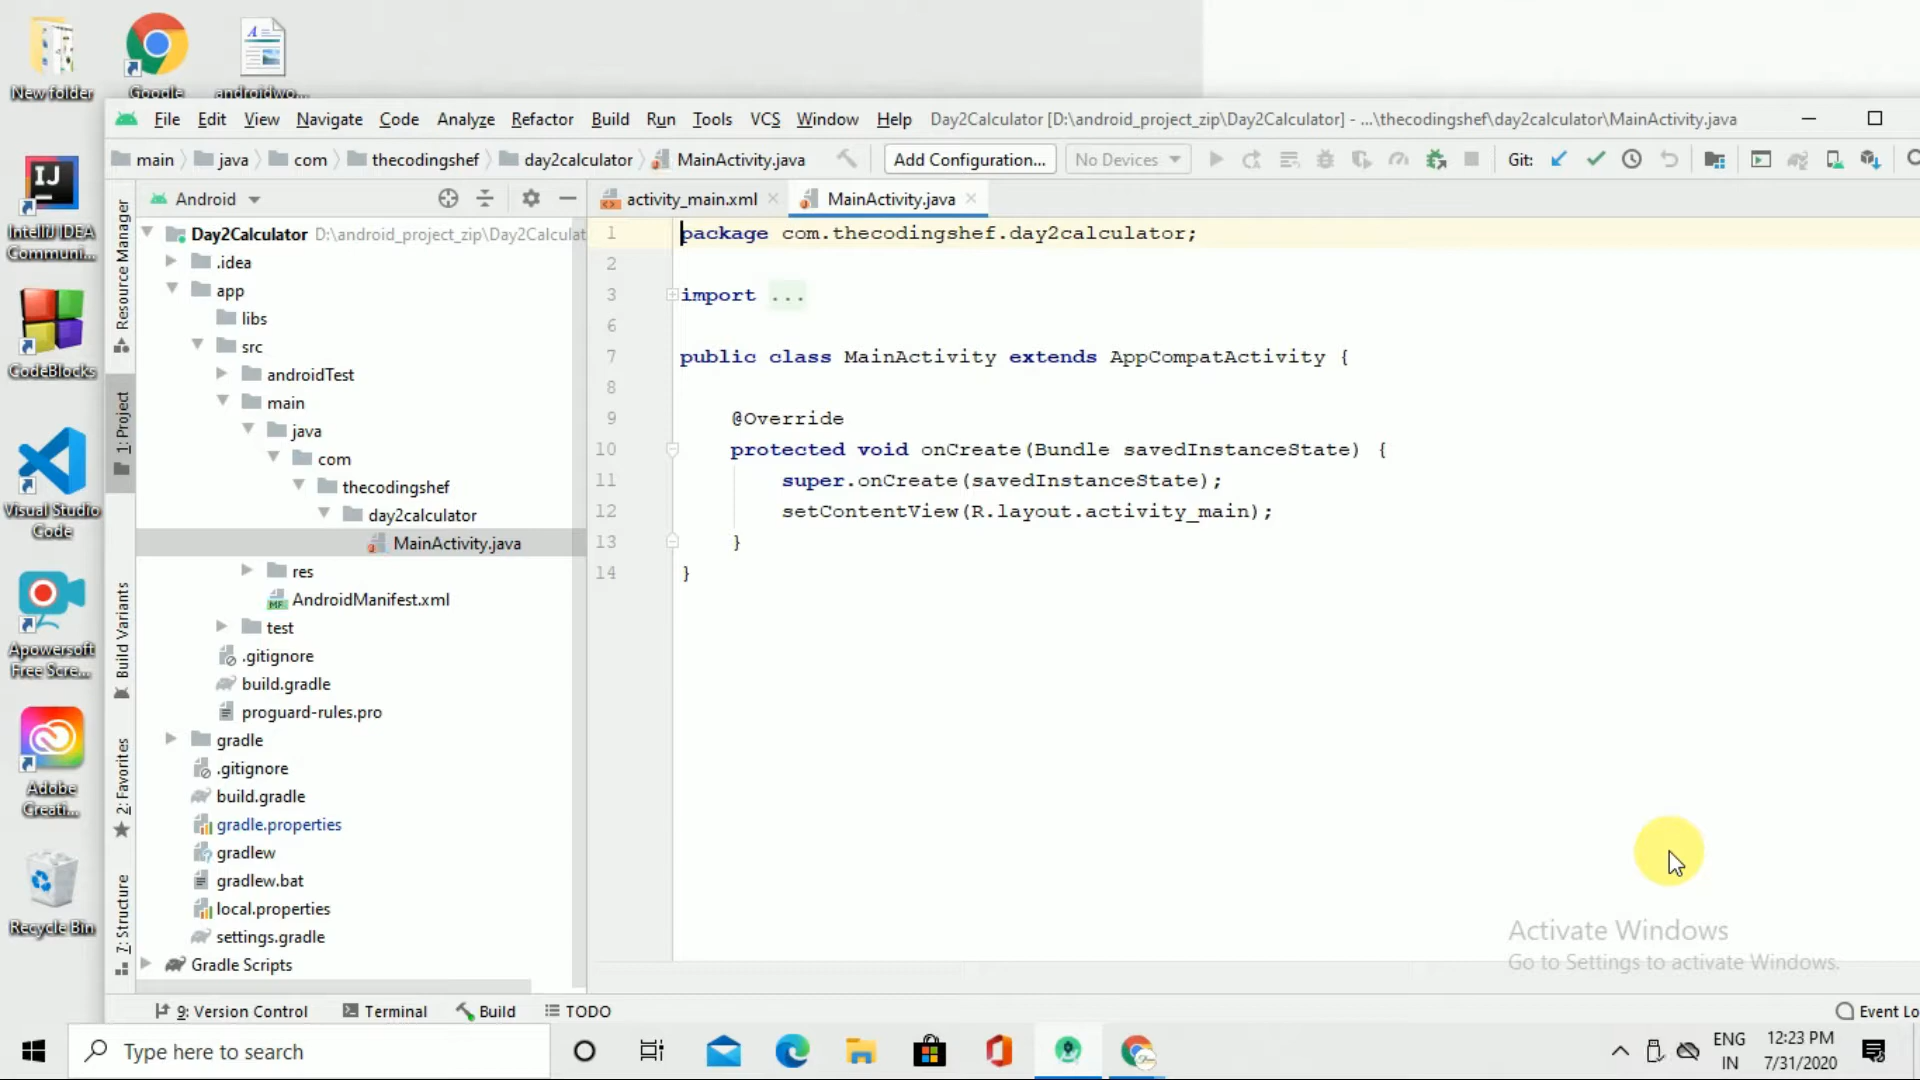 New folder
Google
androidwo...
File Edit View Navigate Code Analyze Refactor Build Run Tools VCS Window Help Day2Calculator [D:\android_project_zip\Day2Calculator] - ...\thecodingshef\day2calculator\MainActivity.java
main java com thecodingshef day2calculator MainActivity.java Add Configuration... No Devices Git:
Android
activity_main.xml MainActivity.java
Day2Calculator D:\android_project_zip\Day2Calculat
.idea
app
libs
src
androidTest
main
java
com
thecodingshef
day2calculator
MainActivity.java
res
AndroidManifest.xml
test
.gitignore
build.gradle
proguard-rules.pro
gradle
.gitignore
build.gradle
gradle.properties
gradlew
gradlew.bat
local.properties
settings.gradle
Gradle Scripts
1 package com.thecodingshef.day2calculator;
2
3 import ...
6
7 public class MainActivity extends AppCompatActivity {
8
9 @Override
10 protected void onCreate(Bundle savedInstanceState) {
11 super.onCreate(savedInstanceState);
12 setContentView(R.layout.activity_main);
13 }
14 }
Resource Manager
1: Project
Build Variants
2: Favorites
7: Structure
IntelliJ IDEA
Communi...
CodeBlocks
Visual Studio
Code
Apowersoft
Free Scre...
Adobe
Creati...
Recycle Bin
Activate Windows
Go to Settings to activate Windows.
9: Version Control Terminal Build TODO Event Lo
Type here to search
ENG
IN
12:23 PM
7/31/2020